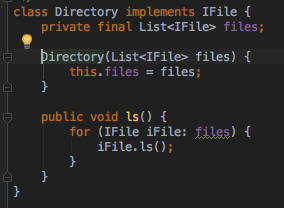 class Directory implements IFile {
    private final List<IFile> files;

    Directory(List<IFile> files) {
        this.files = files;
    }

    public void ls() {
        for (IFile iFile: files) {
            iFile.ls();
        }
    }
}